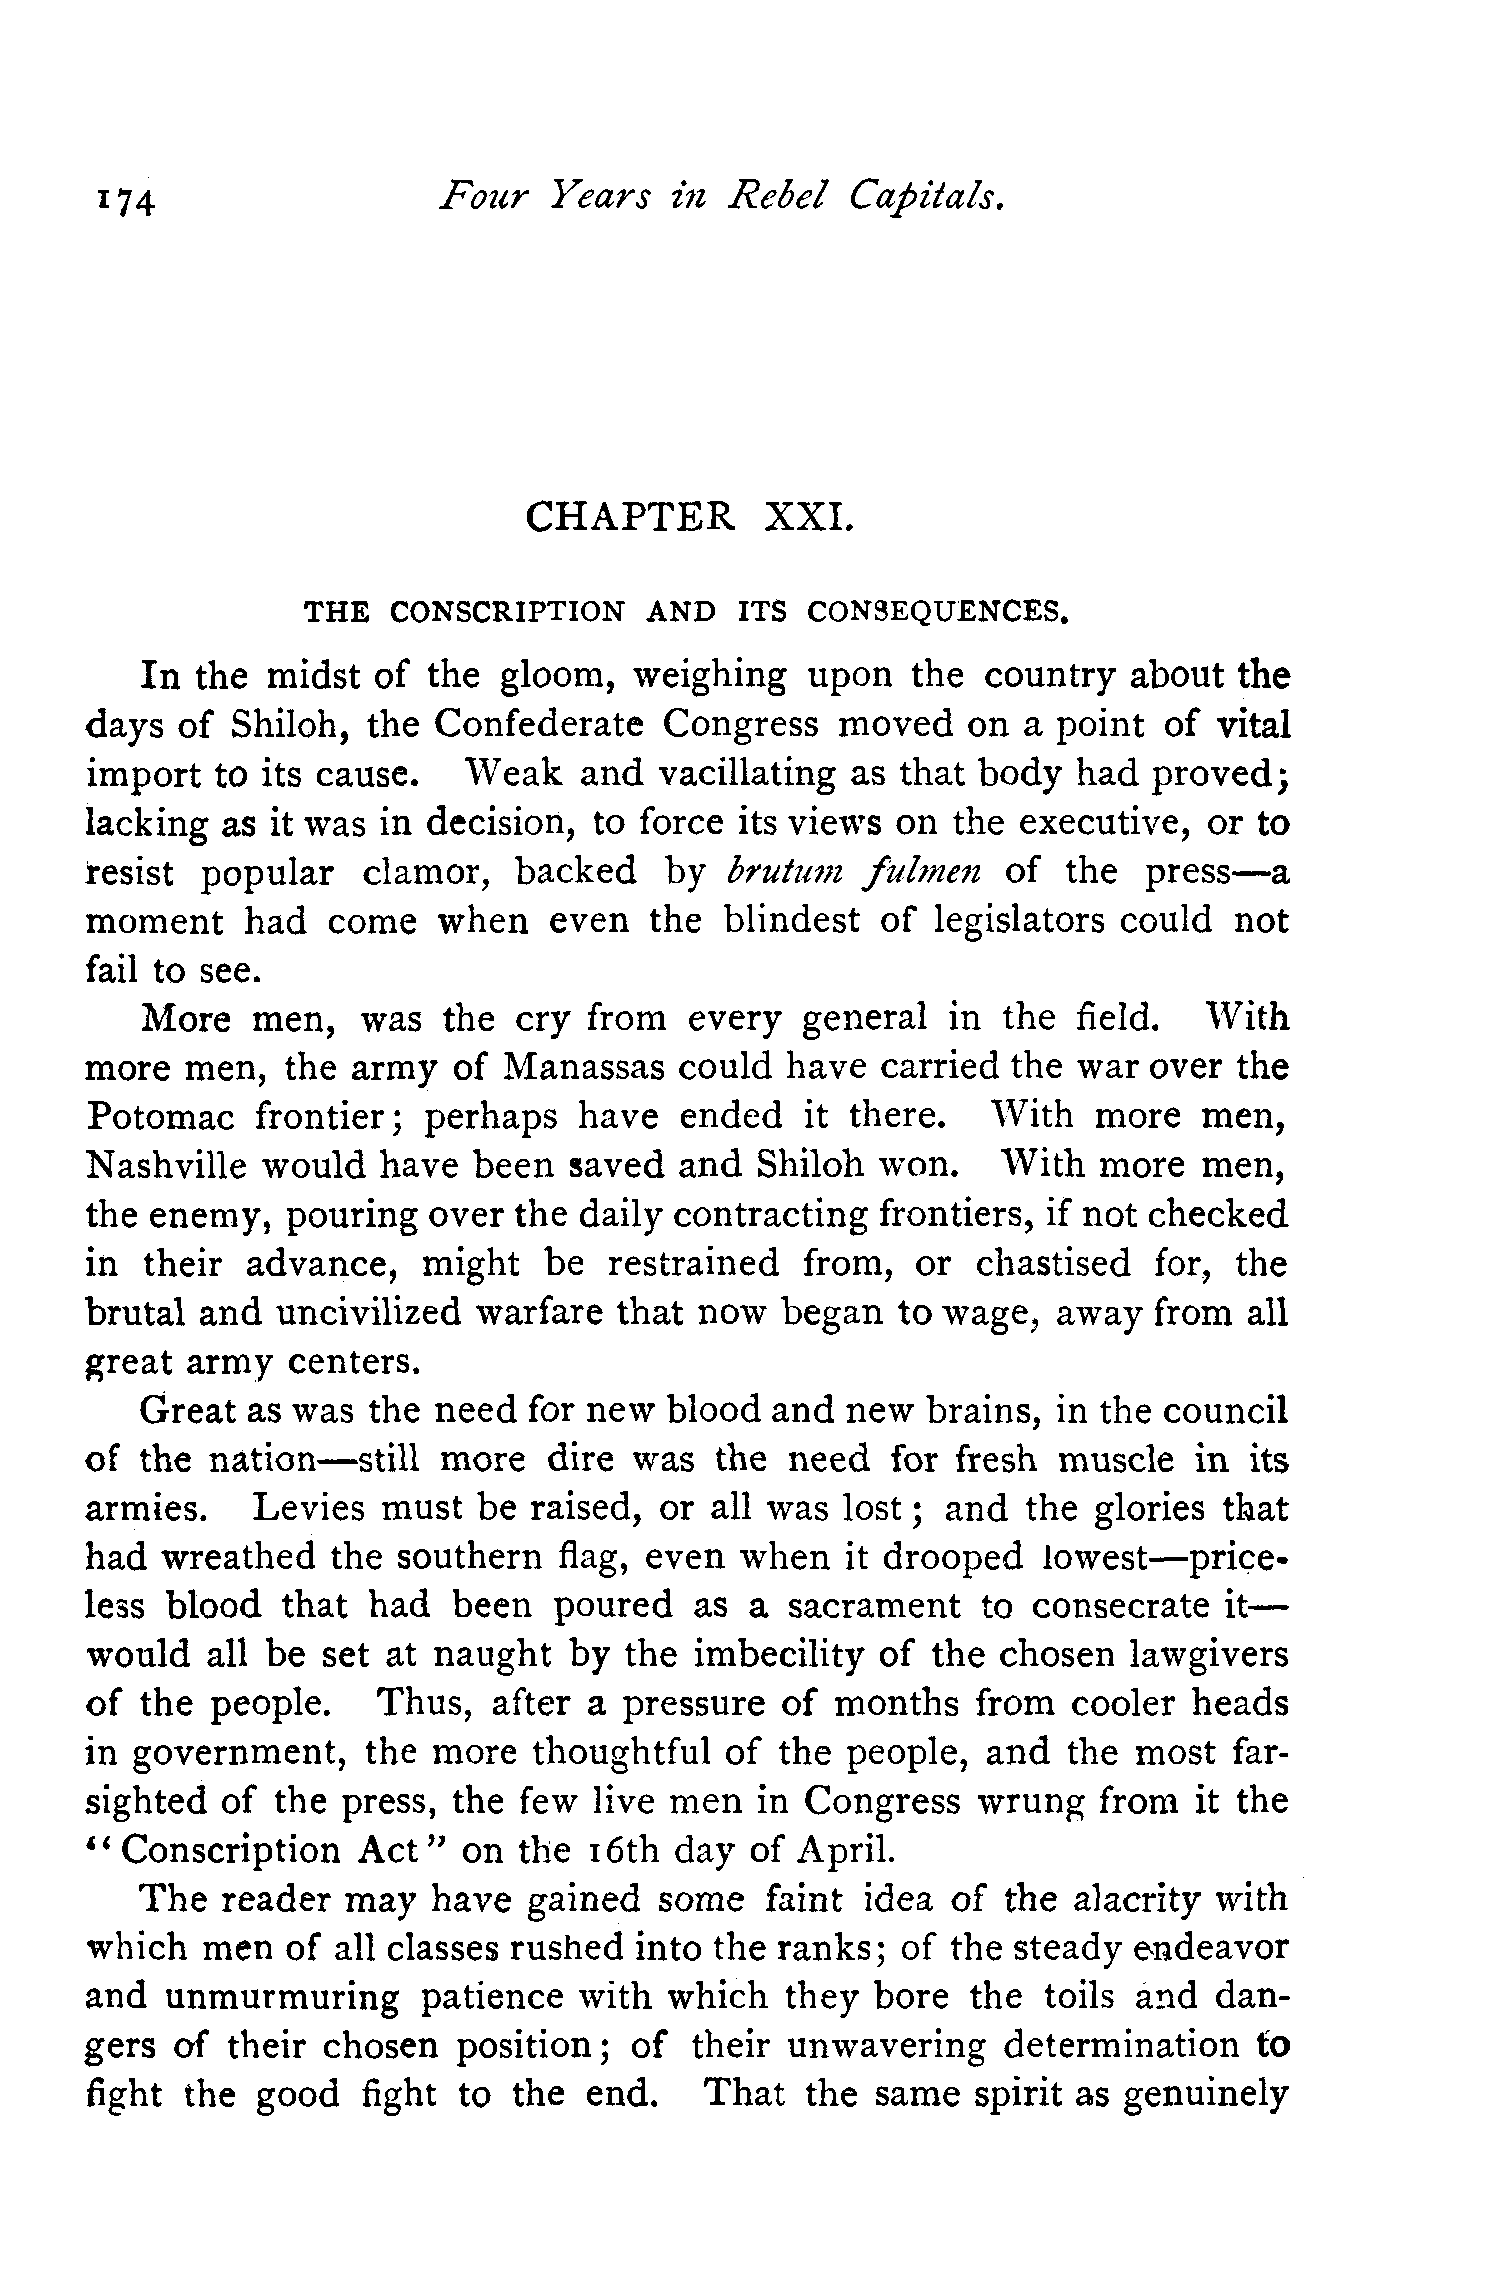 174 Four Years in Rebel Capitals.
CHAPTER XXI.
THE CONSCRIPTION AND ITS CONSEQUENCES.
In the midst of the gloom, weighing upon the country about the
days of Shiloh, the Confederate Congress moved on a point of vital
import to its cause. Weak and vacillating as that body had proved;
lacking as it was in decision, to force its views on the executive, or to
resist popular clamor, backed by brutum fulmen of the press—a
moment had come when even the blindest of legislators could not
fail to see.
More men, was the cry from every general in the field. With
more men, the army of Manassas could have carried the war over the
Potomac frontier; perhaps have ended it there. With more men,
Nashville would have been saved and Shiloh won. With more men,
the enemy, pouring over the daily contracting frontiers, if not checked
in their advance, might be restrained from, or chastised for, the
brutal and uncivilized warfare that now began to wage, away from all
great army centers.
Great as was the need for new blood and new brains, in the council
of the nation—still more dire was the need for fresh muscle in its
armies. Levies must be raised, or all was lost; and the glories that
had wreathed the southern flag, even when it drooped lowest—price-
less blood that had been poured as a sacrament to consecrate it—
would all be set at naught by the imbecility of the chosen lawgivers
of the people. Thus, after a pressure of months from cooler heads
in government, the more thoughtful of the people, and the most far-
sighted of the press, the few live men in Congress wrung from it the
“Conscription Act” on the 16th day of April.
The reader may have gained some faint idea of the alacrity with
which men of all classes rushed into the ranks; of the steady endeavor
and unmurmuring patience with which they bore the toils and dan-
gers of their chosen position; of their unwavering determination to
fight the good fight to the end. That the same spirit as genuinely